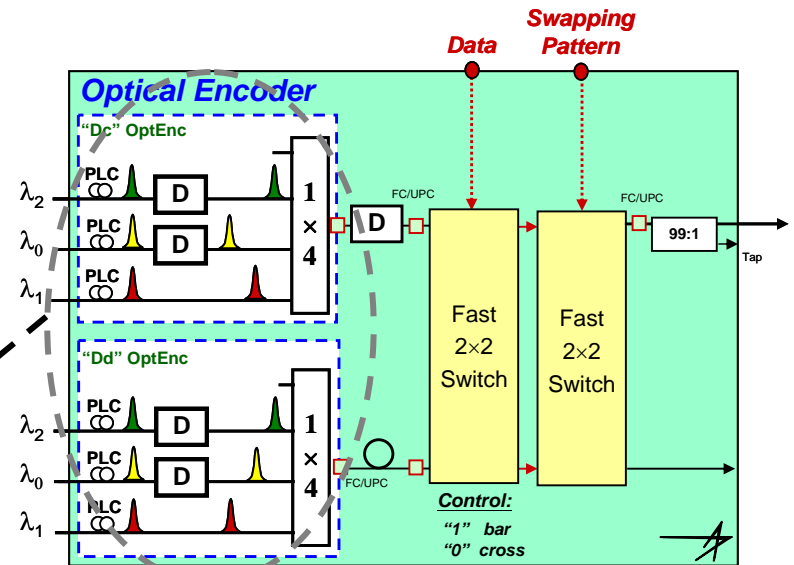 Data
Swapping
Pattern
Optical Encoder
“Dc” OptEnc
λ2 PLC D
λ0 PLC D
λ1 PLC
1
×
4
FC/UPC
D
Fast
2×2
Switch
Fast
2×2
Switch
FC/UPC
99:1
Tap
“Dd” OptEnc
λ2 PLC D
λ0 PLC D
λ1 PLC
1
×
4
FC/UPC
Control:
“1” bar
“0” cross